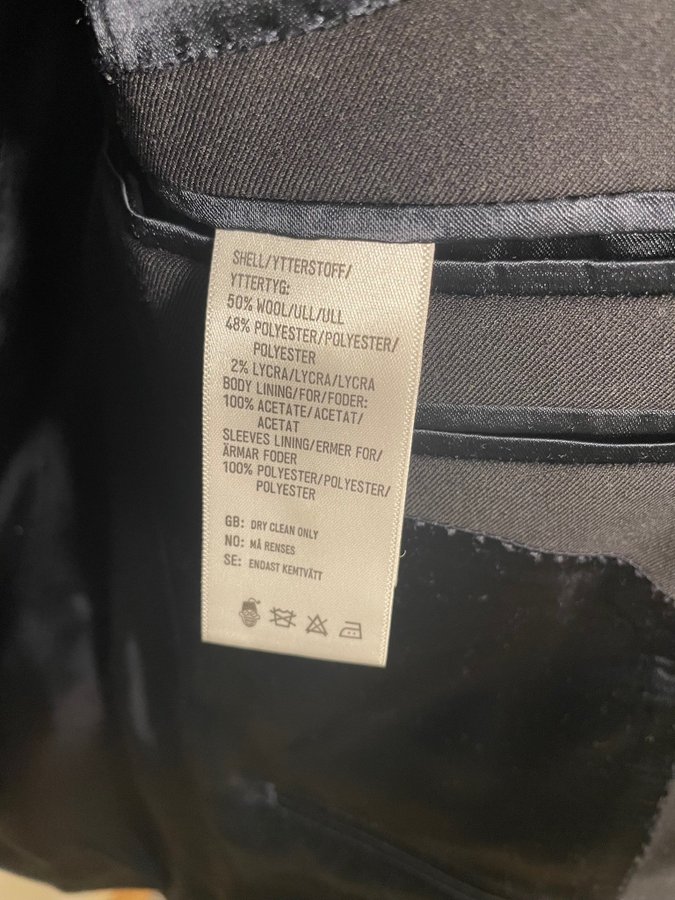 SHELL/YTTERSTOFF/
YTTERTYG:
50% WOOL/ULL/ULL
48% POLYESTER/POLYESTER/
POLYESTER
2% LYCRA/LYCRA/LYCRA
BODY LINING/FOR/FODER:
100% ACETATE/ACETAT/
ACETAT
SLEEVES LINING/ERMER FOR/
ÄRMAR FODER
100% POLYESTER/POLYESTER/
POLYESTER
GB: DRY CLEAN ONLY
NO: MÅ RENSES
SE: ENDAST KEMTVÄTT